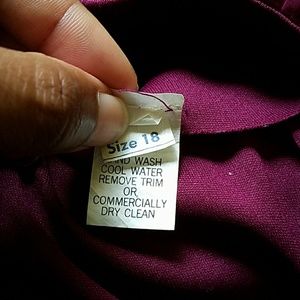 Size 18
HAND WASH
COOL WATER
REMOVE TRIM
OR
COMMERCIALLY
DRY CLEAN